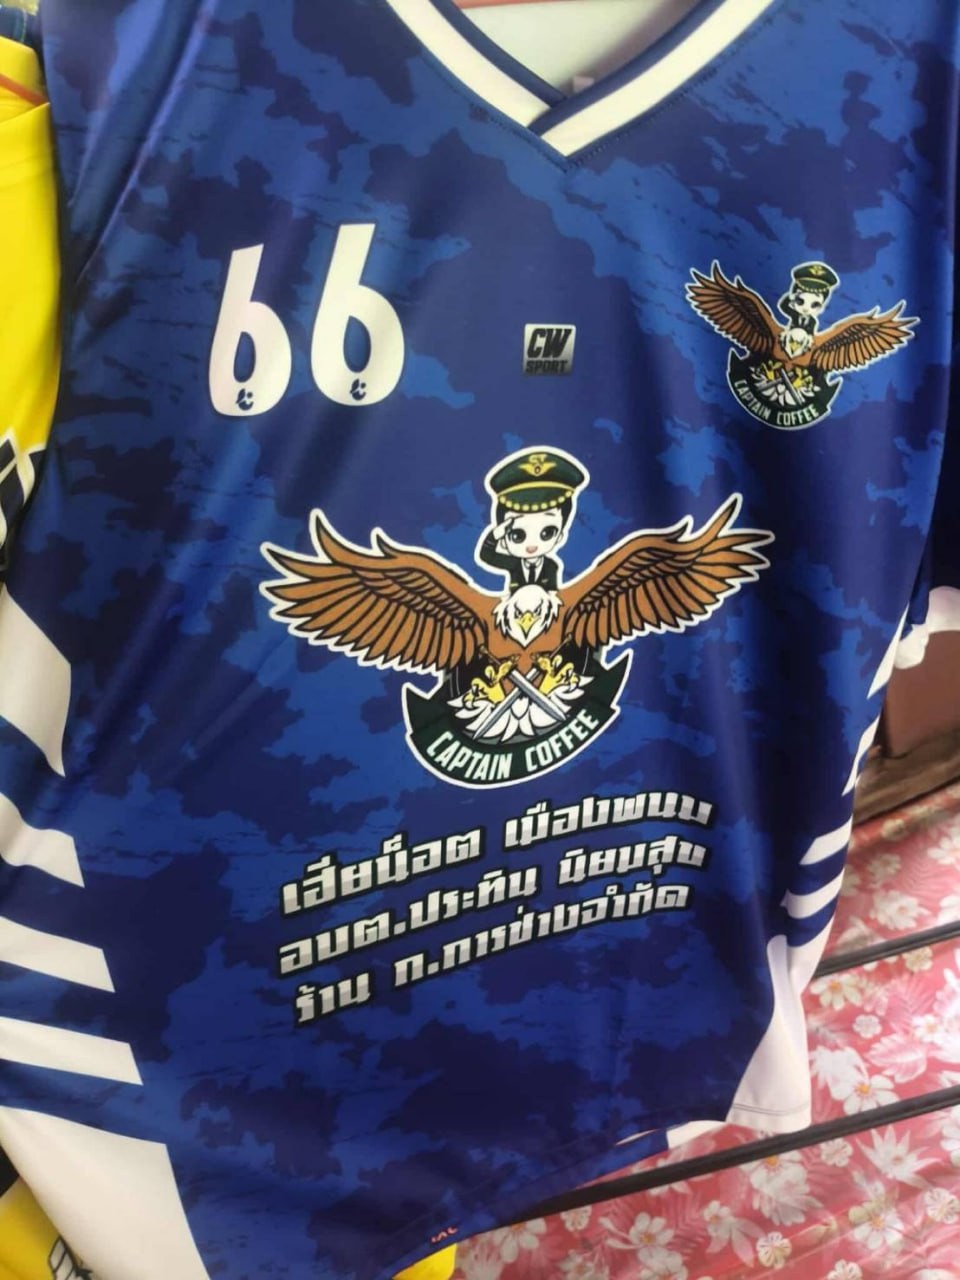 66
CW
SPORT
CAPTAIN COFFEE
ST
CAPTAIN COFFEE
เฮียน็อต เมืองพนม
อบต.ประทิน นิยมสุข
ร้าน ก.การช่างจำกัด